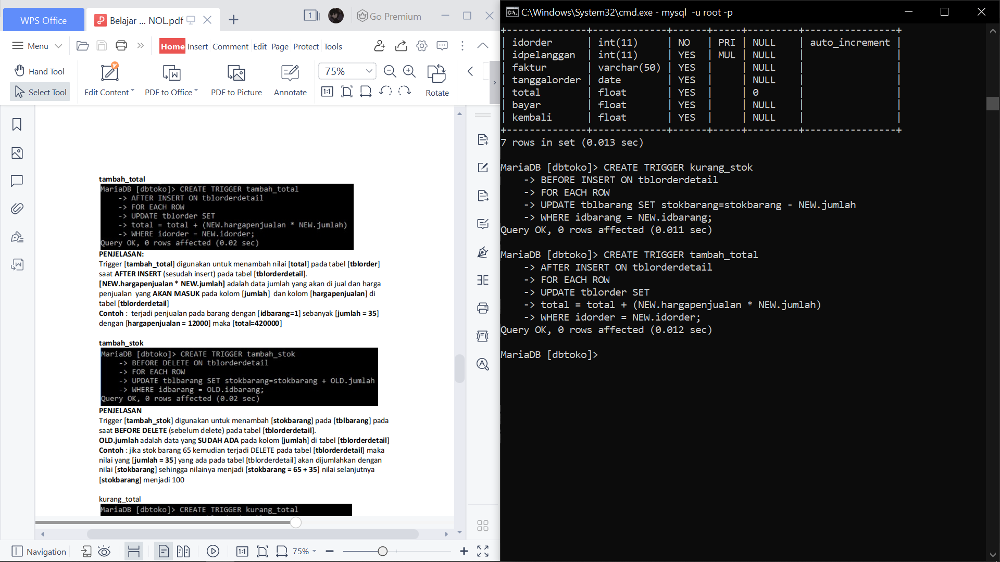 WPS Office
Belajar ... NOL.pdf
1
Go Premium
Menu
Home Insert Comment Edit Page Protect Tools
Hand Tool
Select Tool
Edit Content
PDF to Office
PDF to Picture
Annotate
75%
1:1
Rotate
tambah_total
MariaDB [dbtoko]> CREATE TRIGGER tambah_total
-> AFTER INSERT ON tblorderdetail
-> FOR EACH ROW
-> UPDATE tblorder SET
-> total = total + (NEW.hargapenjualan * NEW.jumlah)
-> WHERE idorder = NEW.idorder;
Query OK, 0 rows affected (0.02 sec)
PENJELASAN:
Trigger [tambah_total] digunakan untuk menambah nilai [total] pada tabel [tblorder]
saat AFTER INSERT (sesudah insert) pada tabel [tblorderdetail].
[NEW.hargapenjualan * NEW.jumlah] adalah data jumlah yang akan di jual dan harga
penjualan yang AKAN MASUK pada kolom [jumlah] dan kolom [hargapenjualan] di
tabel [tblorderdetail]
Contoh : terjadi penjualan pada barang dengan [idbarang=1] sebanyak [jumlah = 35]
dengan [hargapenjualan = 12000] maka [total=420000]
tambah_stok
MariaDB [dbtoko]> CREATE TRIGGER tambah_stok
-> BEFORE DELETE ON tblorderdetail
-> FOR EACH ROW
-> UPDATE tblbarang SET stokbarang=stokbarang + OLD.jumlah
-> WHERE idbarang = OLD.idbarang;
Query OK, 0 rows affected (0.02 sec)
PENJELASAN
Trigger [tambah_stok] digunakan untuk menambah [stokbarang] pada [tblbarang] pada
saat BEFORE DELETE (sebelum delete) pada tabel [tblorderdetail].
OLD.jumlah adalah data yang SUDAH ADA pada kolom [jumlah] di tabel [tblorderdetail]
Contoh : jika stok barang 65 kemudian terjadi DELETE pada tabel [tblorderdetail] maka
nilai yang [jumlah = 35] yang ada pada tabel [tblorderdetail] akan dijumlahkan dengan
nilai [stokbarang] sehingga nilainya menjadi [stokbarang = 65 + 35] nilai selanjutnya
[stokbarang] menjadi 100
kurang_total
MariaDB [dbtoko]> CREATE TRIGGER kurang_total
Navigation
1:1
75%
C:\Windows\System32\cmd.exe - mysql -u root -p
+--------------+-------------+------+-----+---------+----------------+
| idorder | int(11) | NO | PRI | NULL | auto_increment |
| idpelanggan | int(11) | YES | MUL | NULL | |
| faktur | varchar(50) | YES | | NULL | |
| tanggalorder | date | YES | | NULL | |
| total | float | YES | | 0 | |
| bayar | float | YES | | NULL | |
| kembali | float | YES | | NULL | |
+--------------+-------------+------+-----+---------+----------------+
7 rows in set (0.013 sec)
MariaDB [dbtoko]> CREATE TRIGGER kurang_stok
-> BEFORE INSERT ON tblorderdetail
-> FOR EACH ROW
-> UPDATE tblbarang SET stokbarang=stokbarang - NEW.jumlah
-> WHERE idbarang = NEW.idbarang;
Query OK, 0 rows affected (0.011 sec)
MariaDB [dbtoko]> CREATE TRIGGER tambah_total
-> AFTER INSERT ON tblorderdetail
-> FOR EACH ROW
-> UPDATE tblorder SET
-> total = total + (NEW.hargapenjualan * NEW.jumlah)
-> WHERE idorder = NEW.idorder;
Query OK, 0 rows affected (0.012 sec)
MariaDB [dbtoko]>